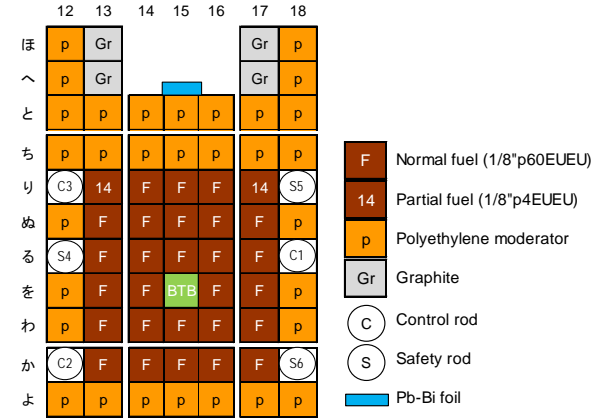 12 13 14 15 16 17 18
ほ p Gr Gr p
へ p Gr Gr p
と p p p p p p p
ち p p p p p p p
り C3 14 F F F 14 S5
ぬ p F F F F F p
る S4 F F F F F C1
を p F F BTB F F p
わ p F F F F F p
か C2 F F F F F S6
よ p p p p p p p
F Normal fuel (1/8"p60EUEU)
14 Partial fuel (1/8"p4EUEU)
p Polyethylene moderator
Gr Graphite
C Control rod
S Safety rod
Pb-Bi foil